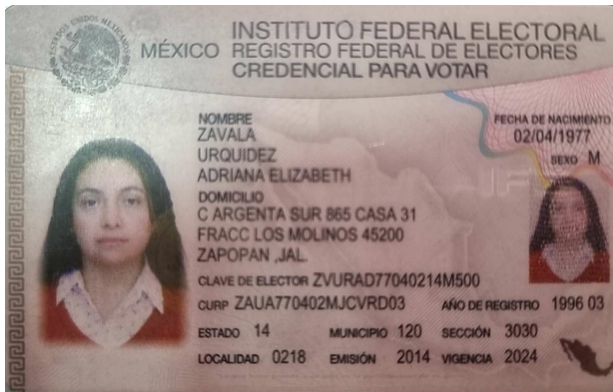 ESTADOS UNIDOS MEXICANOS
MÉXICO
INSTITUTO FEDERAL ELECTORAL
REGISTRO FEDERAL DE ELECTORES
CREDENCIAL PARA VOTAR
NOMBRE
ZAVALA
URQUIDEZ
ADRIANA ELIZABETH
FECHA DE NACIMIENTO
02/04/1977
SEXO M
DOMICILIO
C ARGENTA SUR 865 CASA 31
FRACC LOS MOLINOS 45200
ZAPOPAN ,JAL.
CLAVE DE ELECTOR ZVURAD77040214M500
CURP ZAUA770402MJCVRD03 AÑO DE REGISTRO 1996 03
ESTADO 14 MUNICIPIO 120 SECCIÓN 3030
LOCALIDAD 0218 EMISIÓN 2014 VIGENCIA 2024